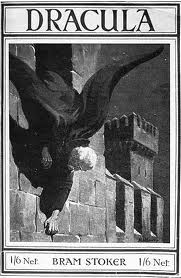 DRACULA
1/6 Net. BRAM STOKER 1/6 Net.